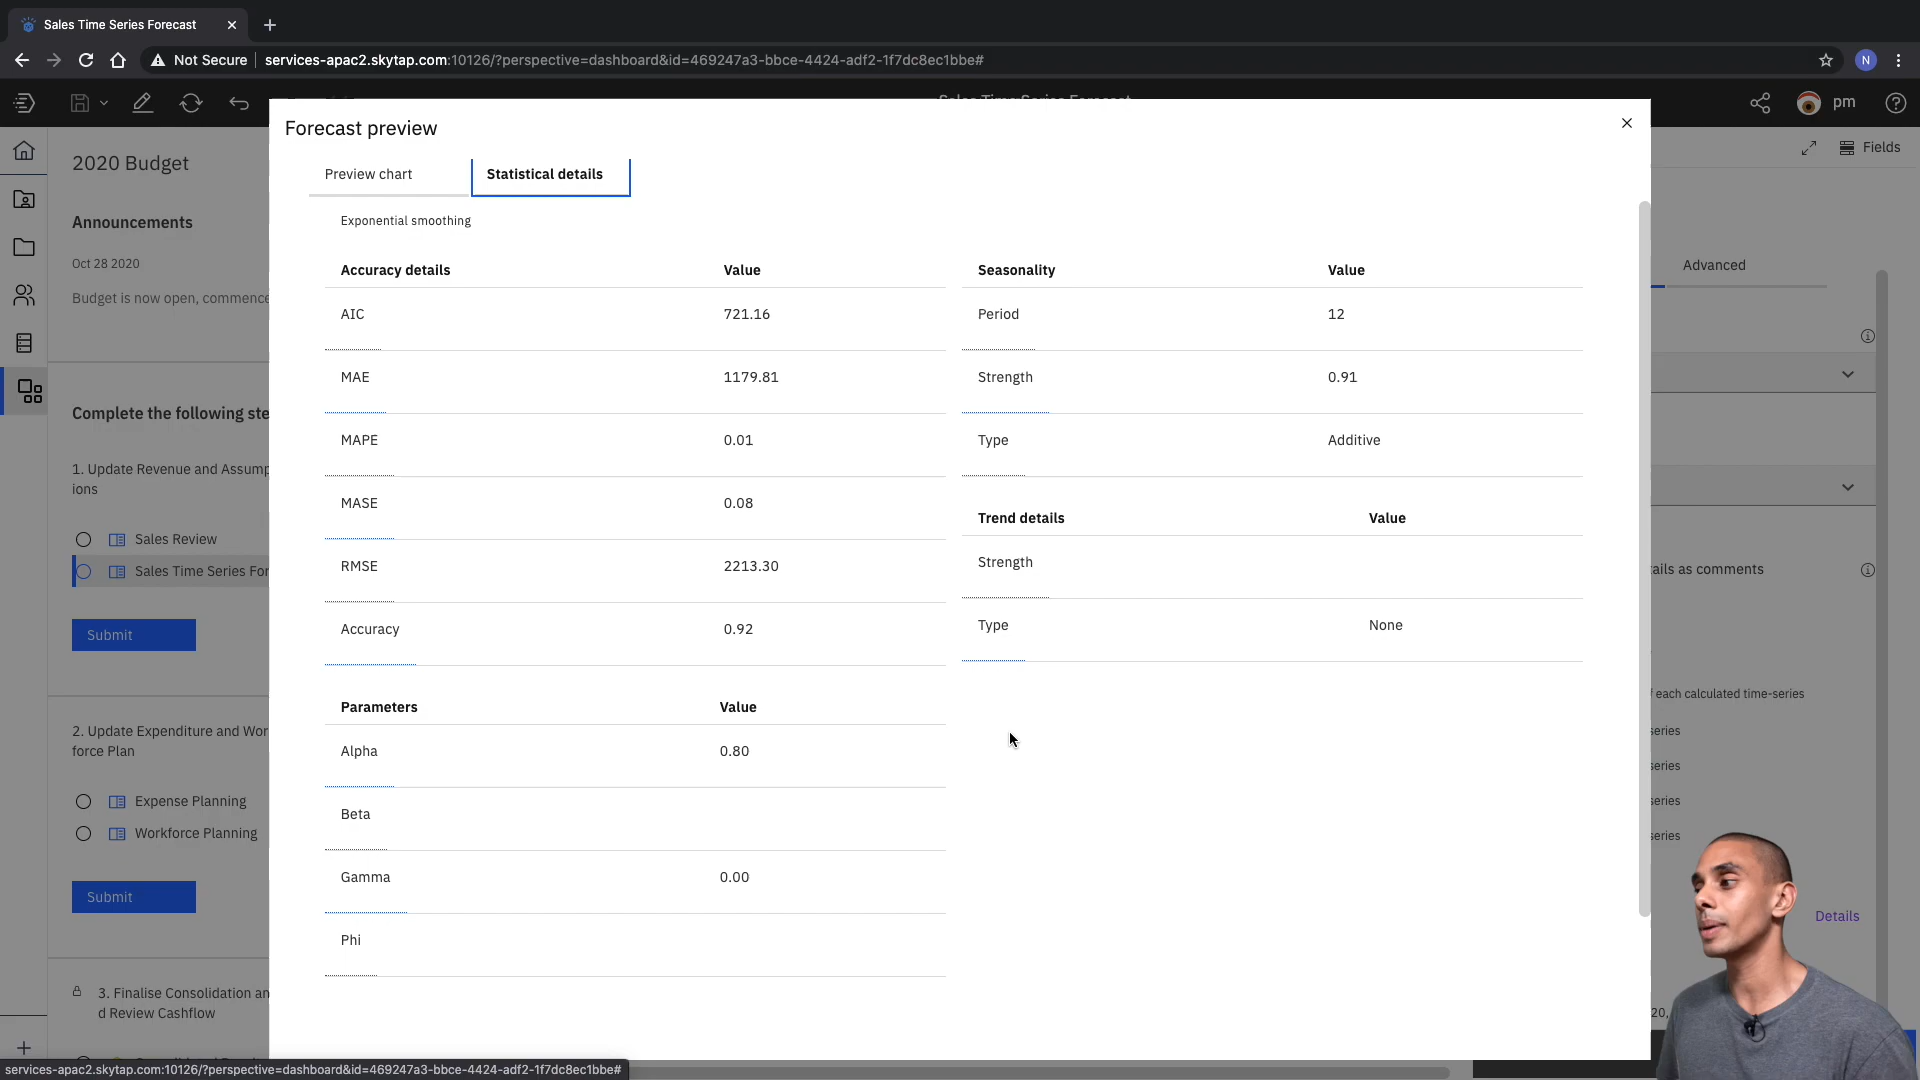 Sales Time Series Forecast
Not Secure
services-apac2.skytap.com:10126/?perspective=dashboard&id=469247a3-bbce-4424-adf2-1f7dc8ec1bbe#
N
pm
Forecast preview
2020 Budget
Fields
Preview chart
Statistical details
Announcements
Exponential smoothing
Oct 28 2020
Budget is now open, commence
Advanced
Accuracy details Value
AIC 721.16
MAE 1179.81
MAPE 0.01
MASE 0.08
RMSE 2213.30
Accuracy 0.92
Seasonality Value
Period 12
Strength 0.91
Type Additive
Trend details Value
Strength
Type None
Parameters Value
Alpha 0.80
Beta
Gamma 0.00
Phi
Complete the following ste
1. Update Revenue and Assump
ions
Sales Review
Sales Time Series For
Submit
2. Update Expenditure and Wor
force Plan
Expense Planning
Workforce Planning
Submit
3. Finalise Consolidation an
d Review Cashflow
ails as comments
each calculated time-series
series
series
series
series
Details
20,
services-apac2.skytap.com:10126/?perspective=dashboard&id=469247a3-bbce-4424-adf2-1f7dc8ec1bbe#